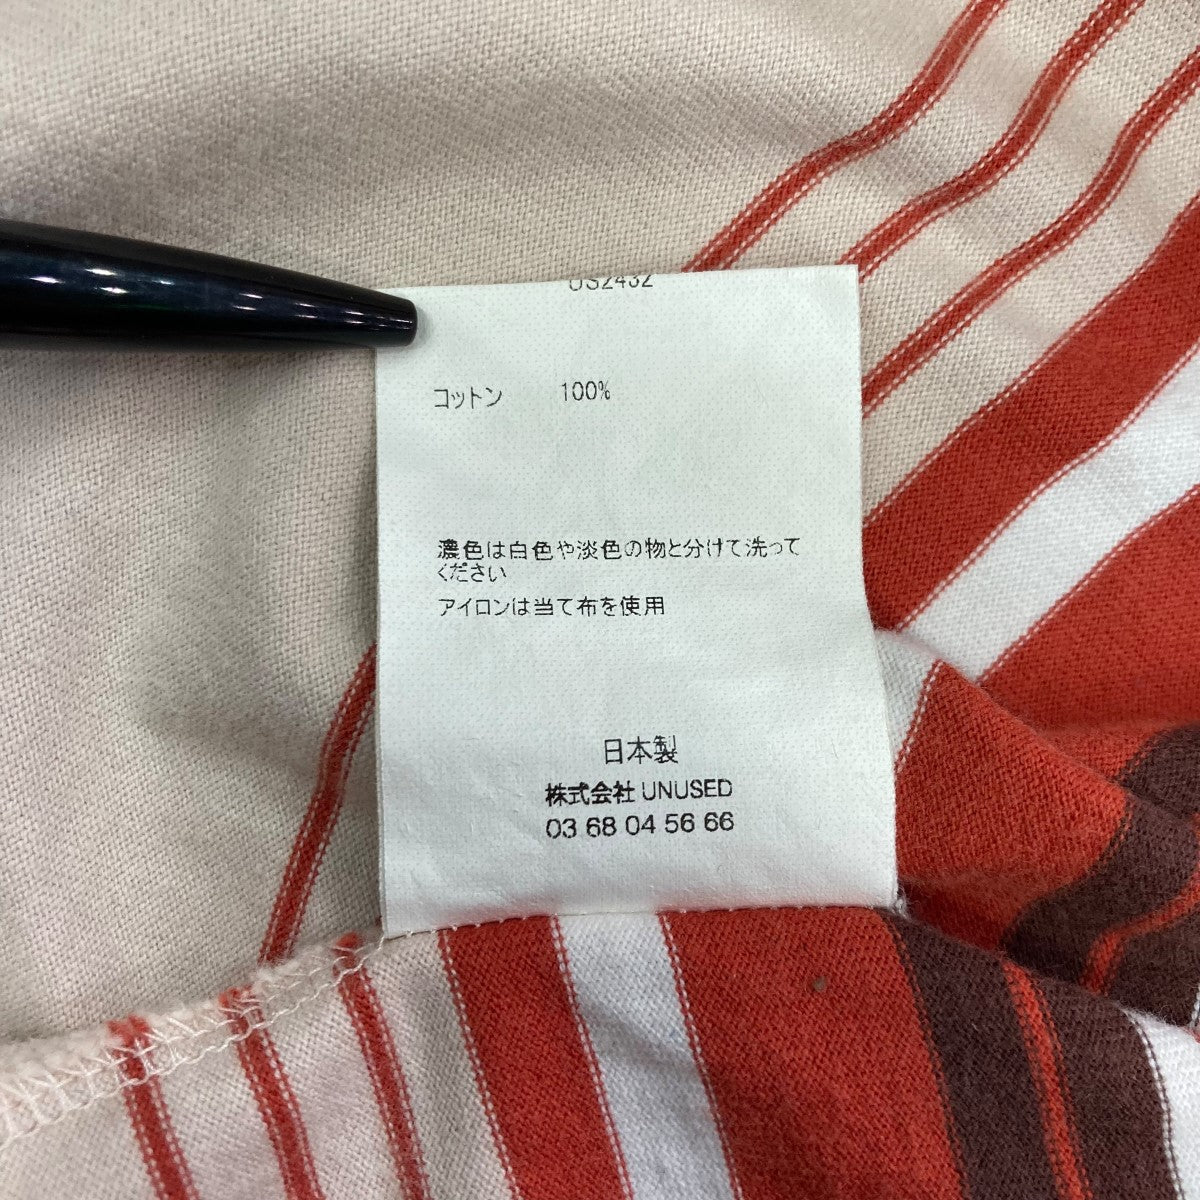 US2432
コットン 100%
濃色は白色や淡色の物と分けて洗って
ください
アイロンは当て布を使用
日本製
株式会社 UNUSED
03 68 04 56 66